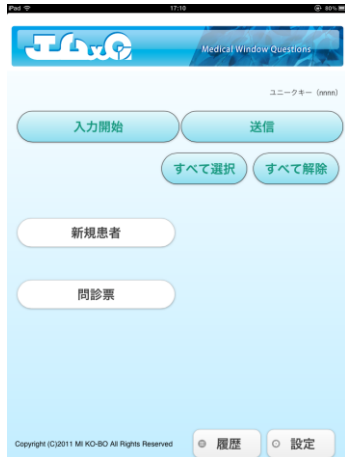 iPad 17:10 80%
Medical Window Questions
ユニークキー (nnnn)
入力開始 送信
すべて選択 すべて解除
新規患者
問診票
Copyright (C)2011 MI KO-BO All Rights Reserved
履歴 設定